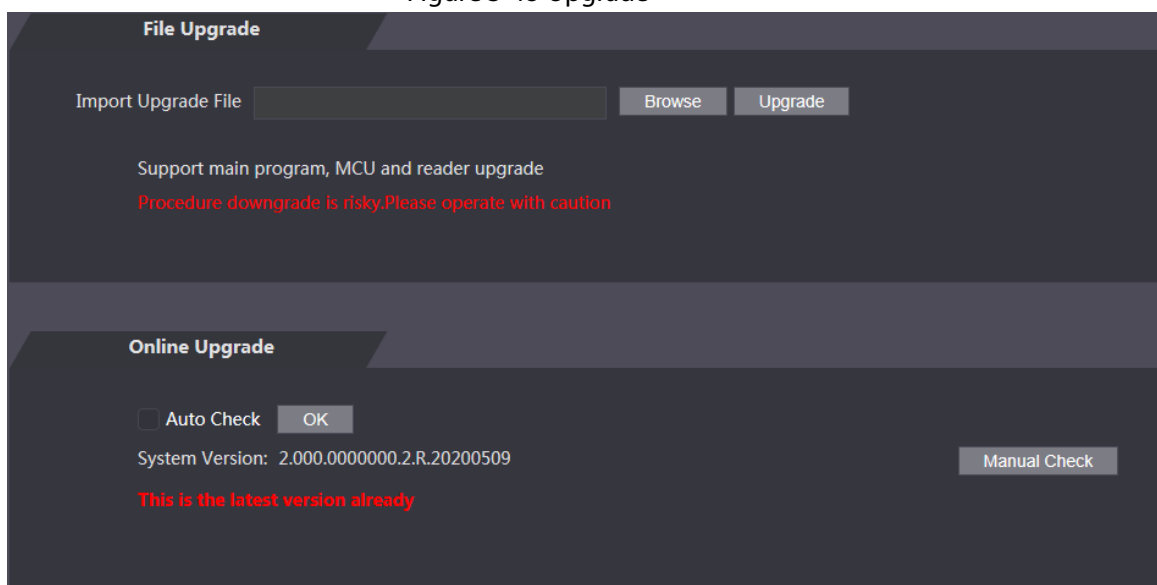 File Upgrade
Import Upgrade File Browse Upgrade
Support main program, MCU and reader upgrade
Procedure downgrade is risky.Please operate with caution
Online Upgrade
Auto Check OK
System Version: 2.000.0000000.2.R.20200509 Manual Check
This is the latest version already